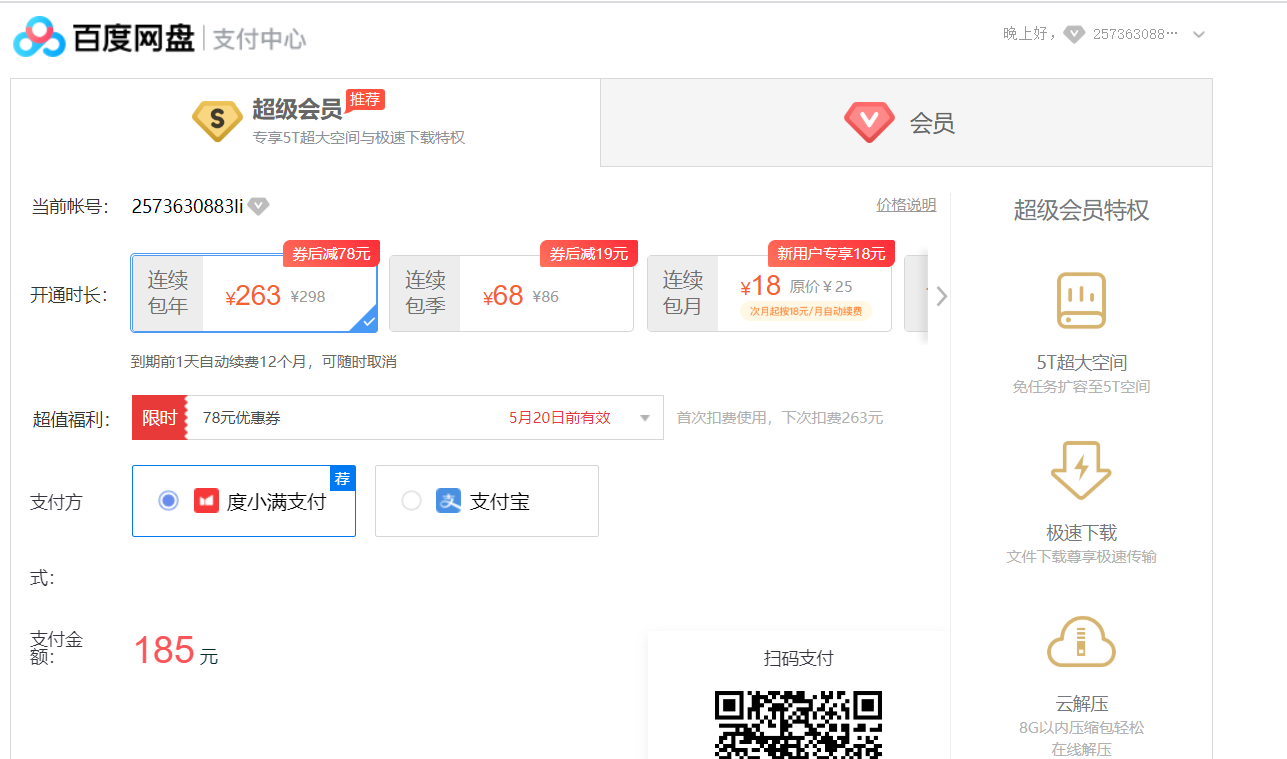 百度网盘 支付中心
晚上好， 257363088···
超级会员 推荐
专享5T超大空间与极速下载特权
会员
当前帐号： 2573630883li
价格说明
超级会员特权
开通时长：
券后减78元
连续包年 ¥263 ¥298
券后减19元
连续包季 ¥68 ¥86
新用户专享18元
连续包月 ¥18 原价￥25
次月起按18元/月自动续费
到期前1天自动续费12个月，可随时取消
5T超大空间
免任务扩容至5T空间
超值福利： 限时 78元优惠券 5月20日前有效 首次扣费使用，下次扣费263元
支付方
式：
荐
度小满支付
支付宝
极速下载
文件下载尊享极速传输
支付金
额：
185 元
扫码支付
云解压
8G以内压缩包轻松
在线解压